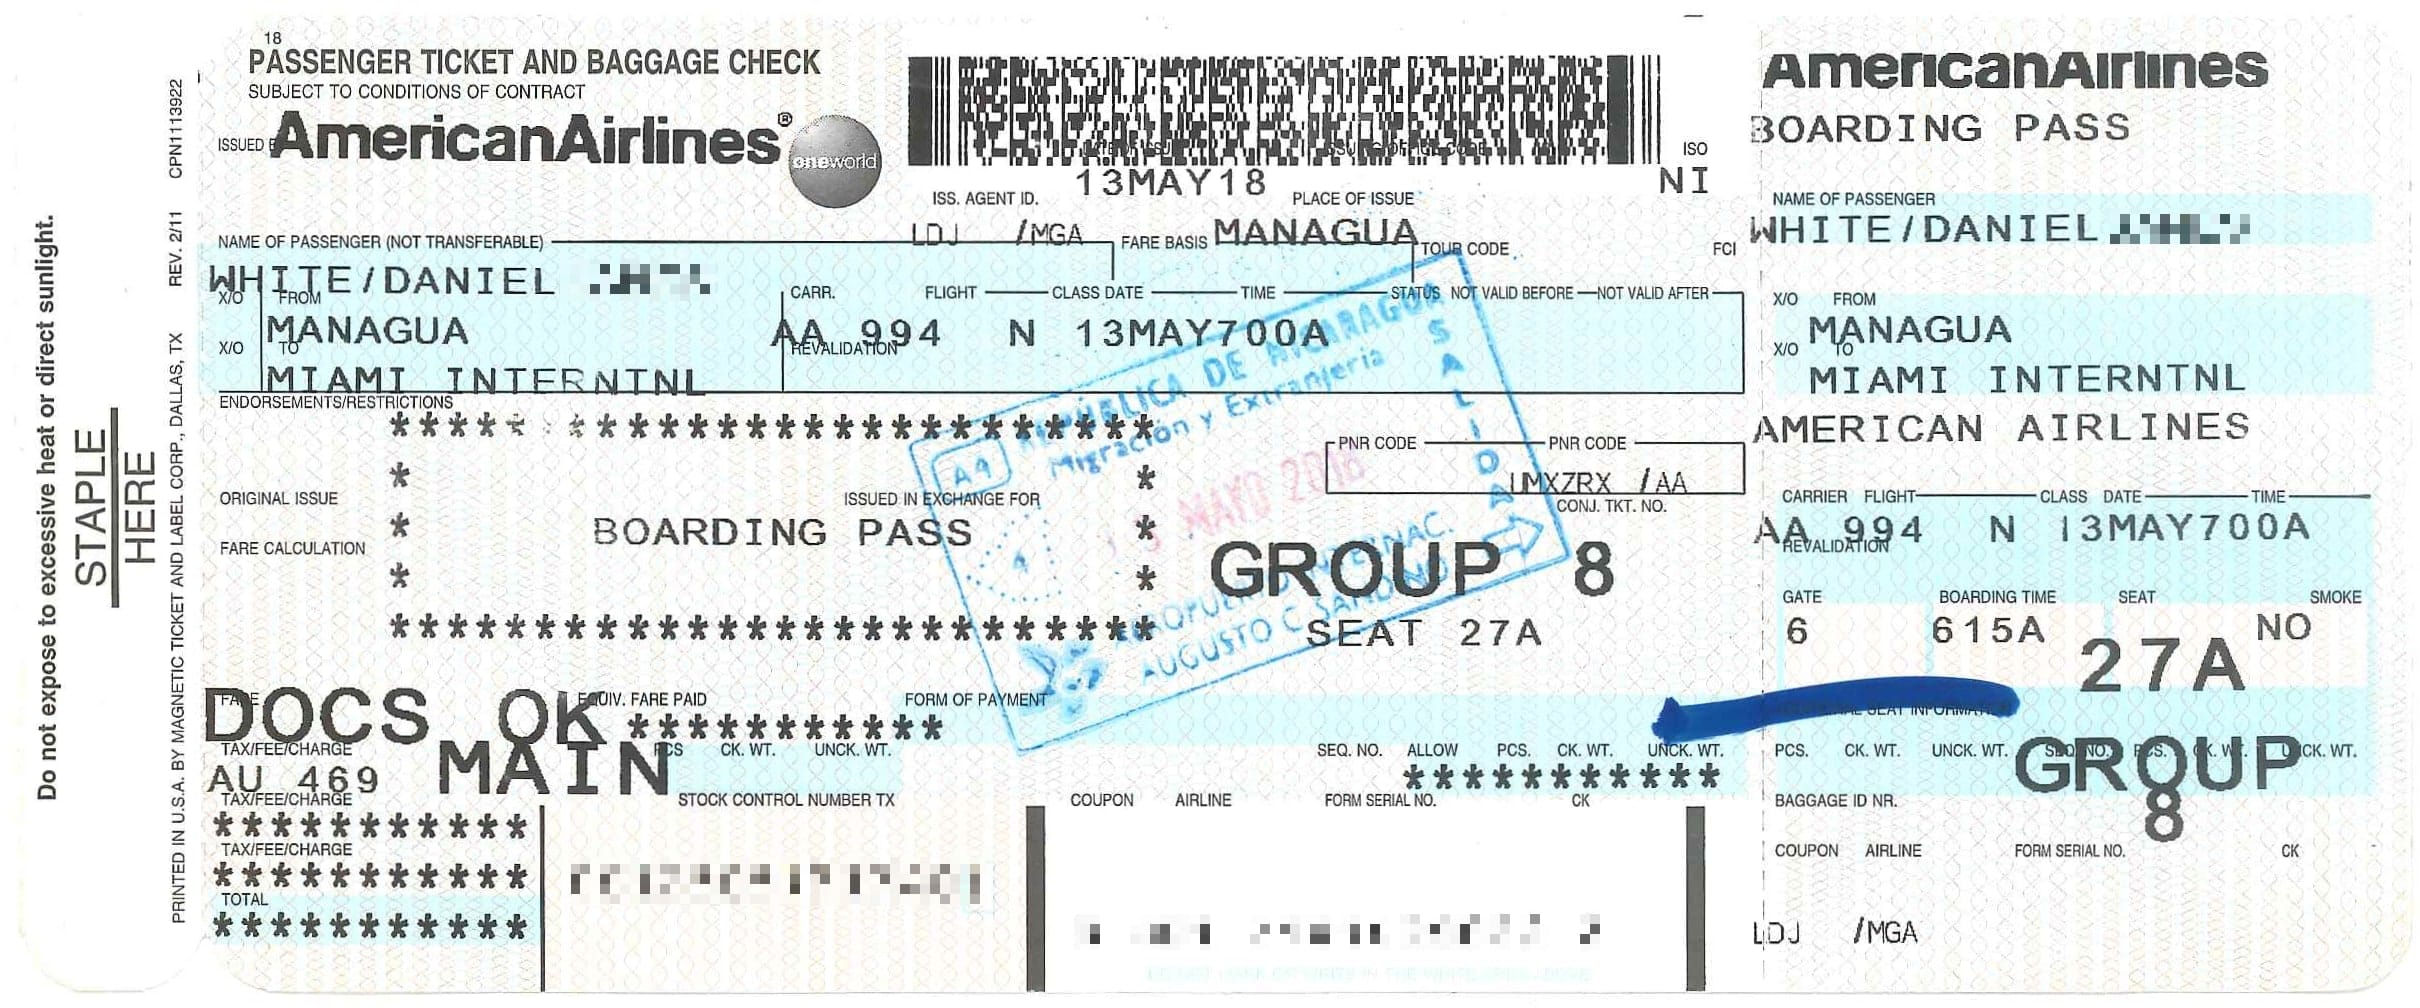 18
PASSENGER TICKET AND BAGGAGE CHECK
SUBJECT TO CONDITIONS OF CONTRACT
ISSUED
AmericanAirlines®
oneworld
ISO
13MAY18
NI
ISS. AGENT ID.
PLACE OF ISSUE
LDJ /MGA
MANAGUA
NAME OF PASSENGER (NOT TRANSFERABLE)
FARE BASIS
TOUR CODE
FCI
WHITE/DANIEL
X/O FROM
CARR. FLIGHT CLASS DATE TIME STATUS NOT VALID BEFORE NOT VALID AFTER
MANAGUA
AA 994 N 13MAY700A
X/O TO
REVALIDATION
MIAMI INTERNTNL
ENDORSEMENTS/RESTRICTIONS
PNR CODE PNR CODE
UMXZRX /AA
ORIGINAL ISSUE
ISSUED IN EXCHANGE FOR
CONJ. TKT. NO.
BOARDING PASS
FARE CALCULATION
GROUP 8
SEAT 27A
REPÚBLICA DE NICARAGUA
Migración y Extranjería
A9
SALIDA
MAYO 2018
AEROPUERTO INTERNAC.
AUGUSTO C SANDINO
FARE
EQUIV. FARE PAID
FORM OF PAYMENT
DOCS OK ***********
TAX/FEE/CHARGE
PCS CK. WT. UNCK. WT.
SEQ. NO. ALLOW PCS. CK. WT. UNCK. WT.
AU 469 MAIN
***********
TAX/FEE/CHARGE
STOCK CONTROL NUMBER TX
COUPON AIRLINE FORM SERIAL NO. CK
***********
TAX/FEE/CHARGE
***********
TOTAL
***********
Do not expose to excessive heat or direct sunlight.
STAPLE
HERE
PRINTED IN U.S.A. BY MAGNETIC TICKET AND LABEL CORP., DALLAS, TX REV. 2/11 CPN1113922
AmericanAirlines
BOARDING PASS
NAME OF PASSENGER
WHITE/DANIEL
X/O FROM
MANAGUA
X/O TO
MIAMI INTERNTNL
AMERICAN AIRLINES
CARRIER FLIGHT CLASS DATE TIME
AA 994 N 13MAY700A
REVALIDATION
GATE BOARDING TIME SEAT SMOKE
6 615A 27A NO
SEAT INFORMATION
PCS. CK. WT. UNCK. WT. SEQ. NO. PCS. CK. WT. UNCK. WT.
GROUP
8
BAGGAGE ID NR.
COUPON AIRLINE FORM SERIAL NO. CK
LDJ /MGA